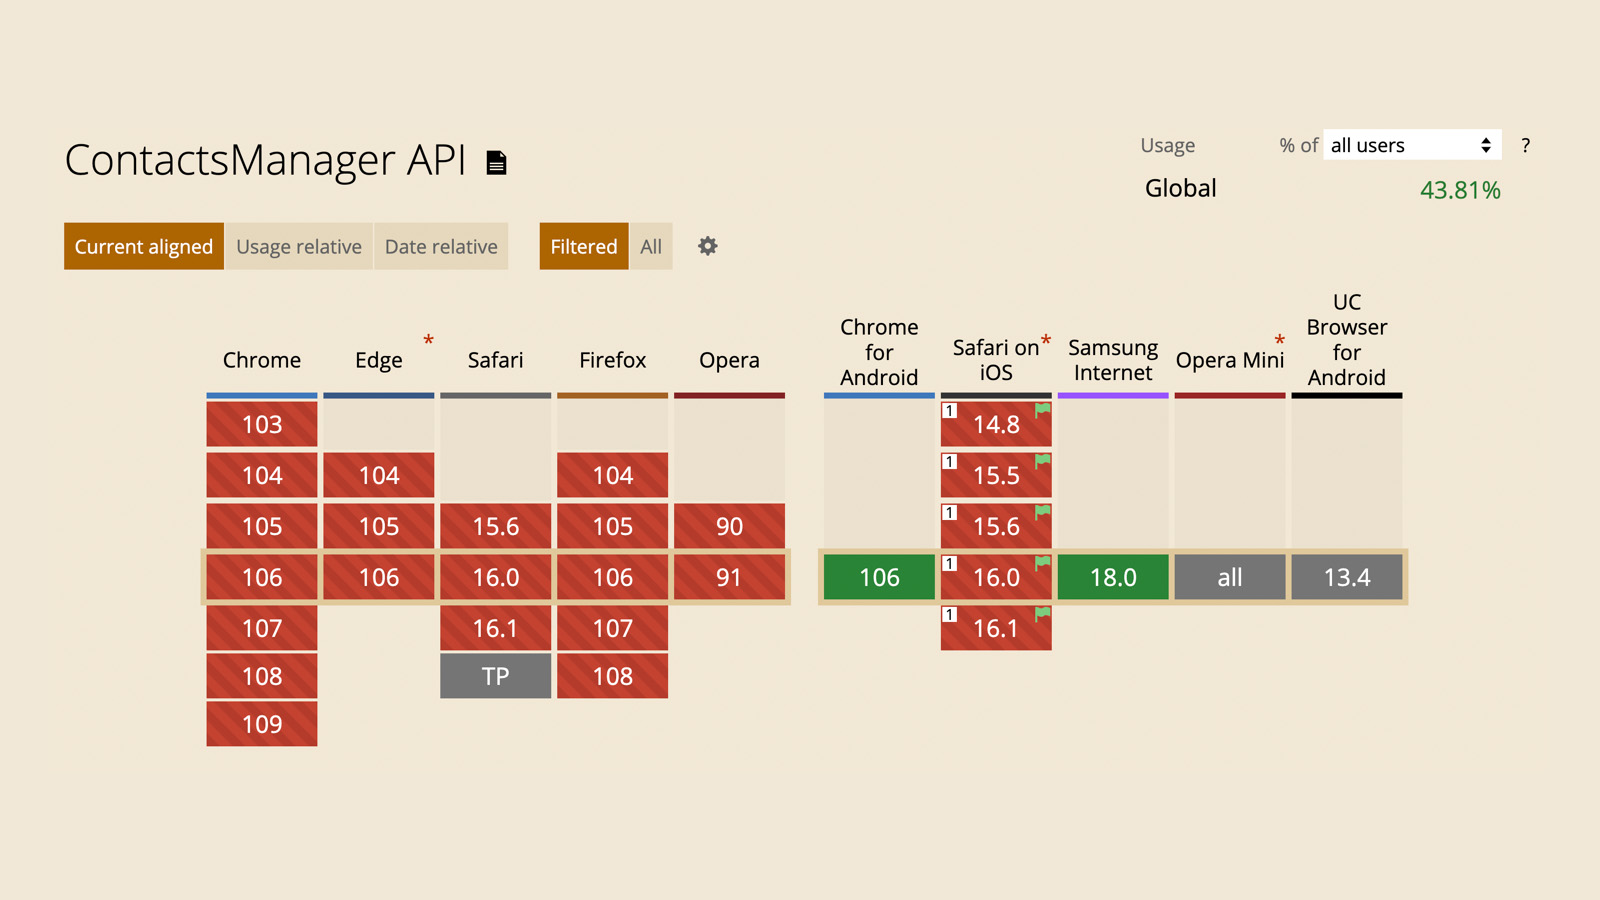 ContactsManager API
Usage % of all users ?
Global 43.81%
Current aligned Usage relative Date relative Filtered All
Chrome
Edge *
Safari
Firefox
Opera
Chrome
for
Android
Safari on*
iOS
Samsung
Internet
Opera Mini *
UC
Browser
for
Android
103 1 14.8
104 104 104 1 15.5
105 105 15.6 105 90 1 15.6
106 106 16.0 106 91 106 1 16.0 18.0 all 13.4
107 16.1 107 1 16.1
108 TP 108
109